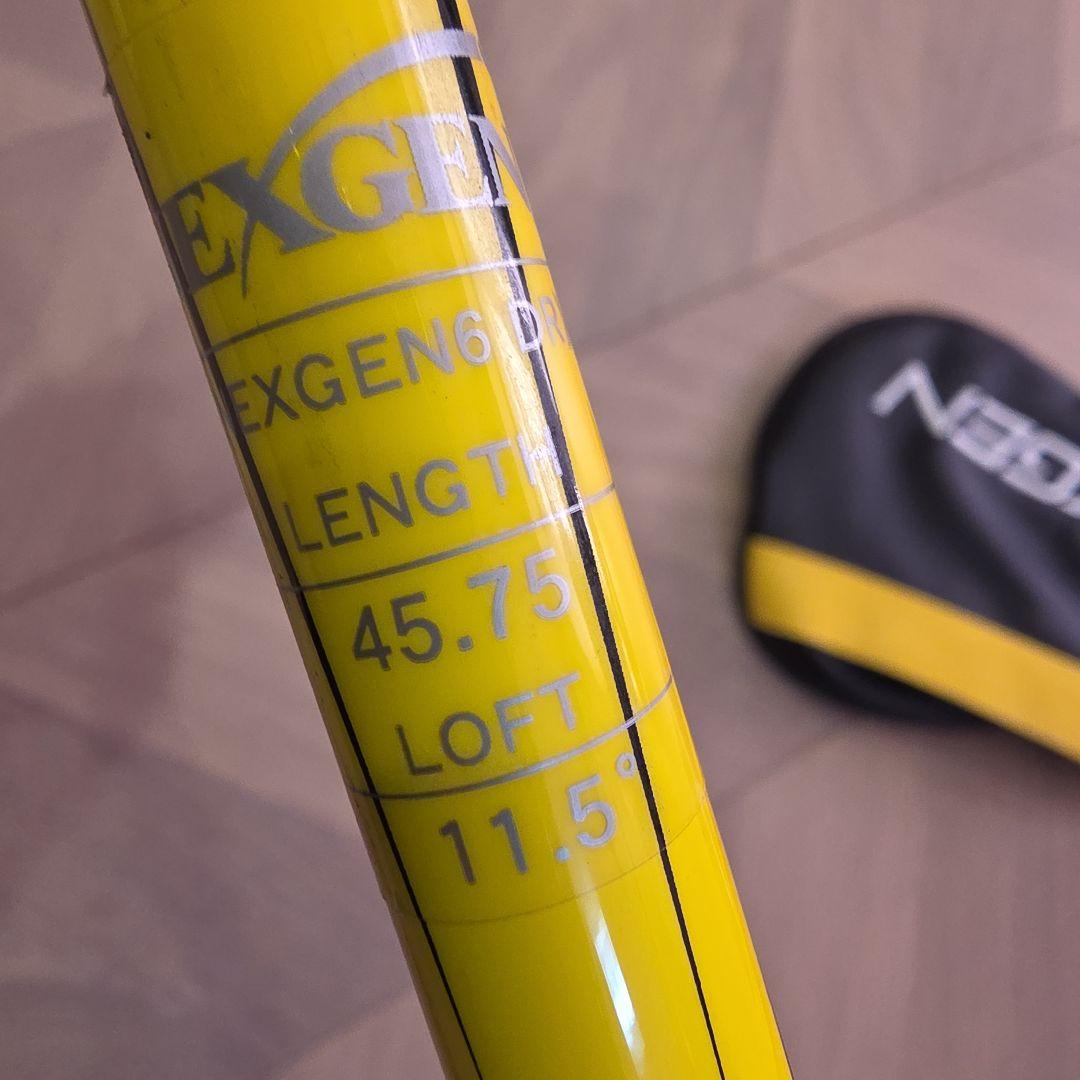 EXGEN
EXGEN6 DR
LENGTH
45.75
LOFT
11.5°